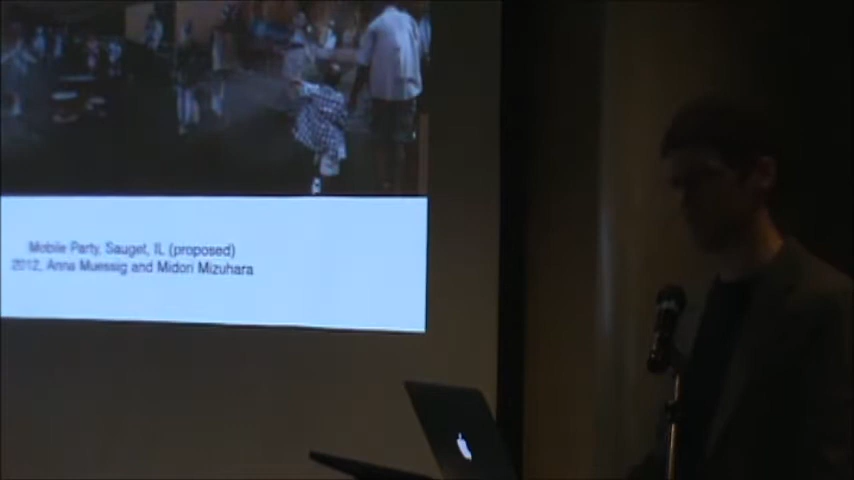 Mobile Party, Sauget, IL (proposed)
2012, Anna Muessig and Midori Mizuhara